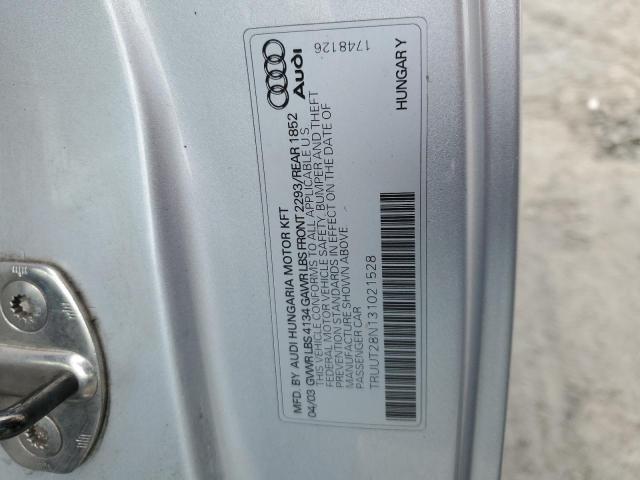 MFD. BY AUDI HUNGARIA MOTOR KFT
04/03 GVWR LBS 4134 GAWR LBS FRONT 2293/REAR 1852
THIS VEHICLE CONFORMS TO ALL APPLICABLE U.S.
FEDERAL MOTOR VEHICLE SAFETY, BUMPER AND THEFT
PREVENTION STANDARDS IN EFFECT ON THE DATE OF
MANUFACTURE SHOWN ABOVE
PASSENGER CAR
TRUUT28N131021528
Audi
1748126
HUNGARY